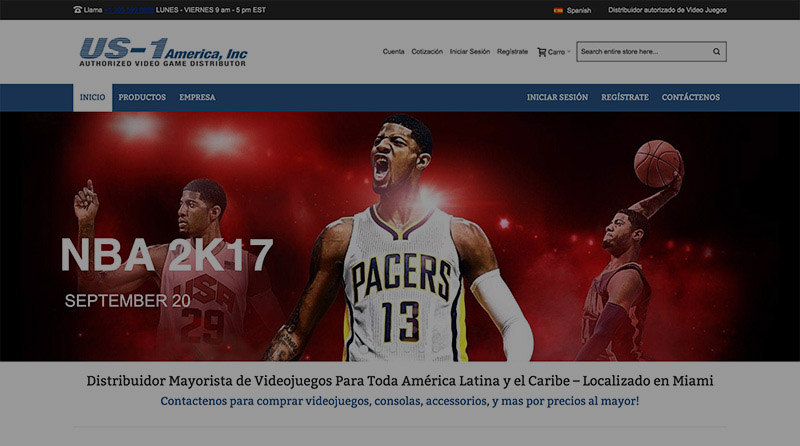 Llama LUNES - VIERNES 9 am - 5 pm EST
Spanish
Distribuidor autorizado de Video Juegos
US-1 America, Inc
AUTHORIZED VIDEO GAME DISTRIBUTOR
Cuenta Cotización Iniciar Sesión Regístrate Carro
Search entire store here...
INICIO PRODUCTOS EMPRESA
INICIAR SESIÓN REGÍSTRATE CONTÁCTENOS
NBA 2K17
SEPTEMBER 20
USA
29
PACERS
13
Distribuidor Mayorista de Videojuegos Para Toda América Latina y el Caribe – Localizado en Miami
Contactenos para comprar videojuegos, consolas, accessorios, y mas por precios al mayor!